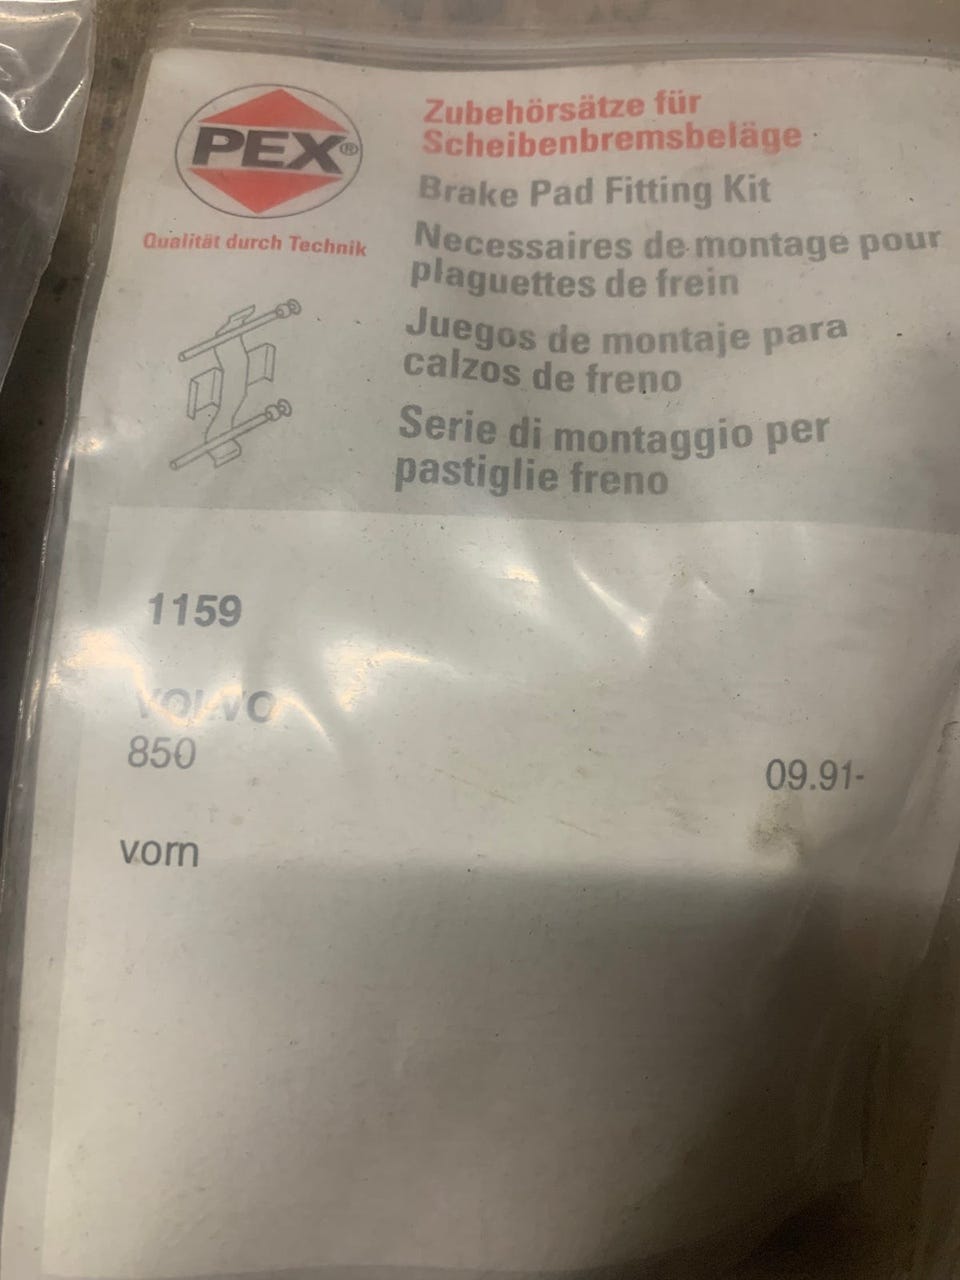 PEX®
Qualität durch Technik
Zubehörsätze für
Scheibenbremsbeläge
Brake Pad Fitting Kit
Necessaires de montage pour
plaguettes de frein
Juegos de montaje para
calzos de freno
Serie di montaggio per
pastiglie freno
1159
VOLVO
850
09.91-
vorn